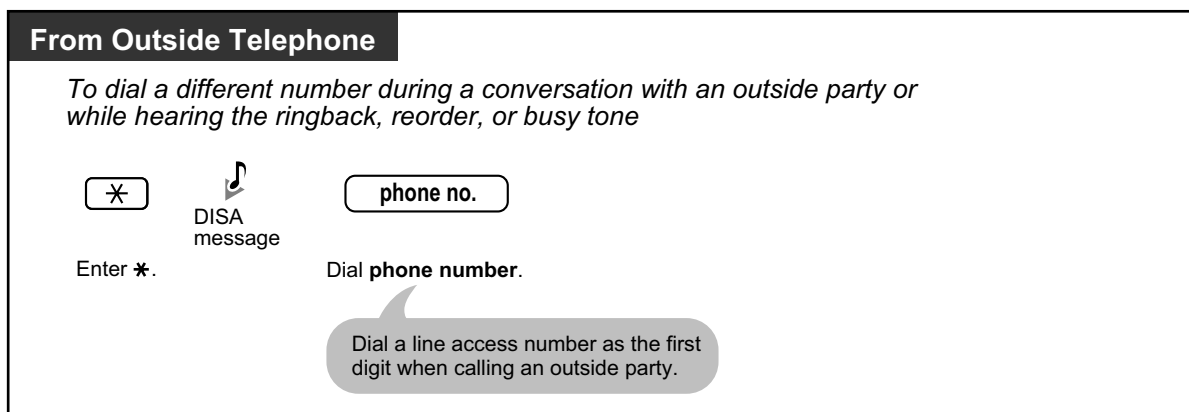 From Outside Telephone
To dial a different number during a conversation with an outside party or
while hearing the ringback, reorder, or busy tone
✱
phone no.
DISA
message
Enter ✱.
Dial phone number.
Dial a line access number as the first
digit when calling an outside party.